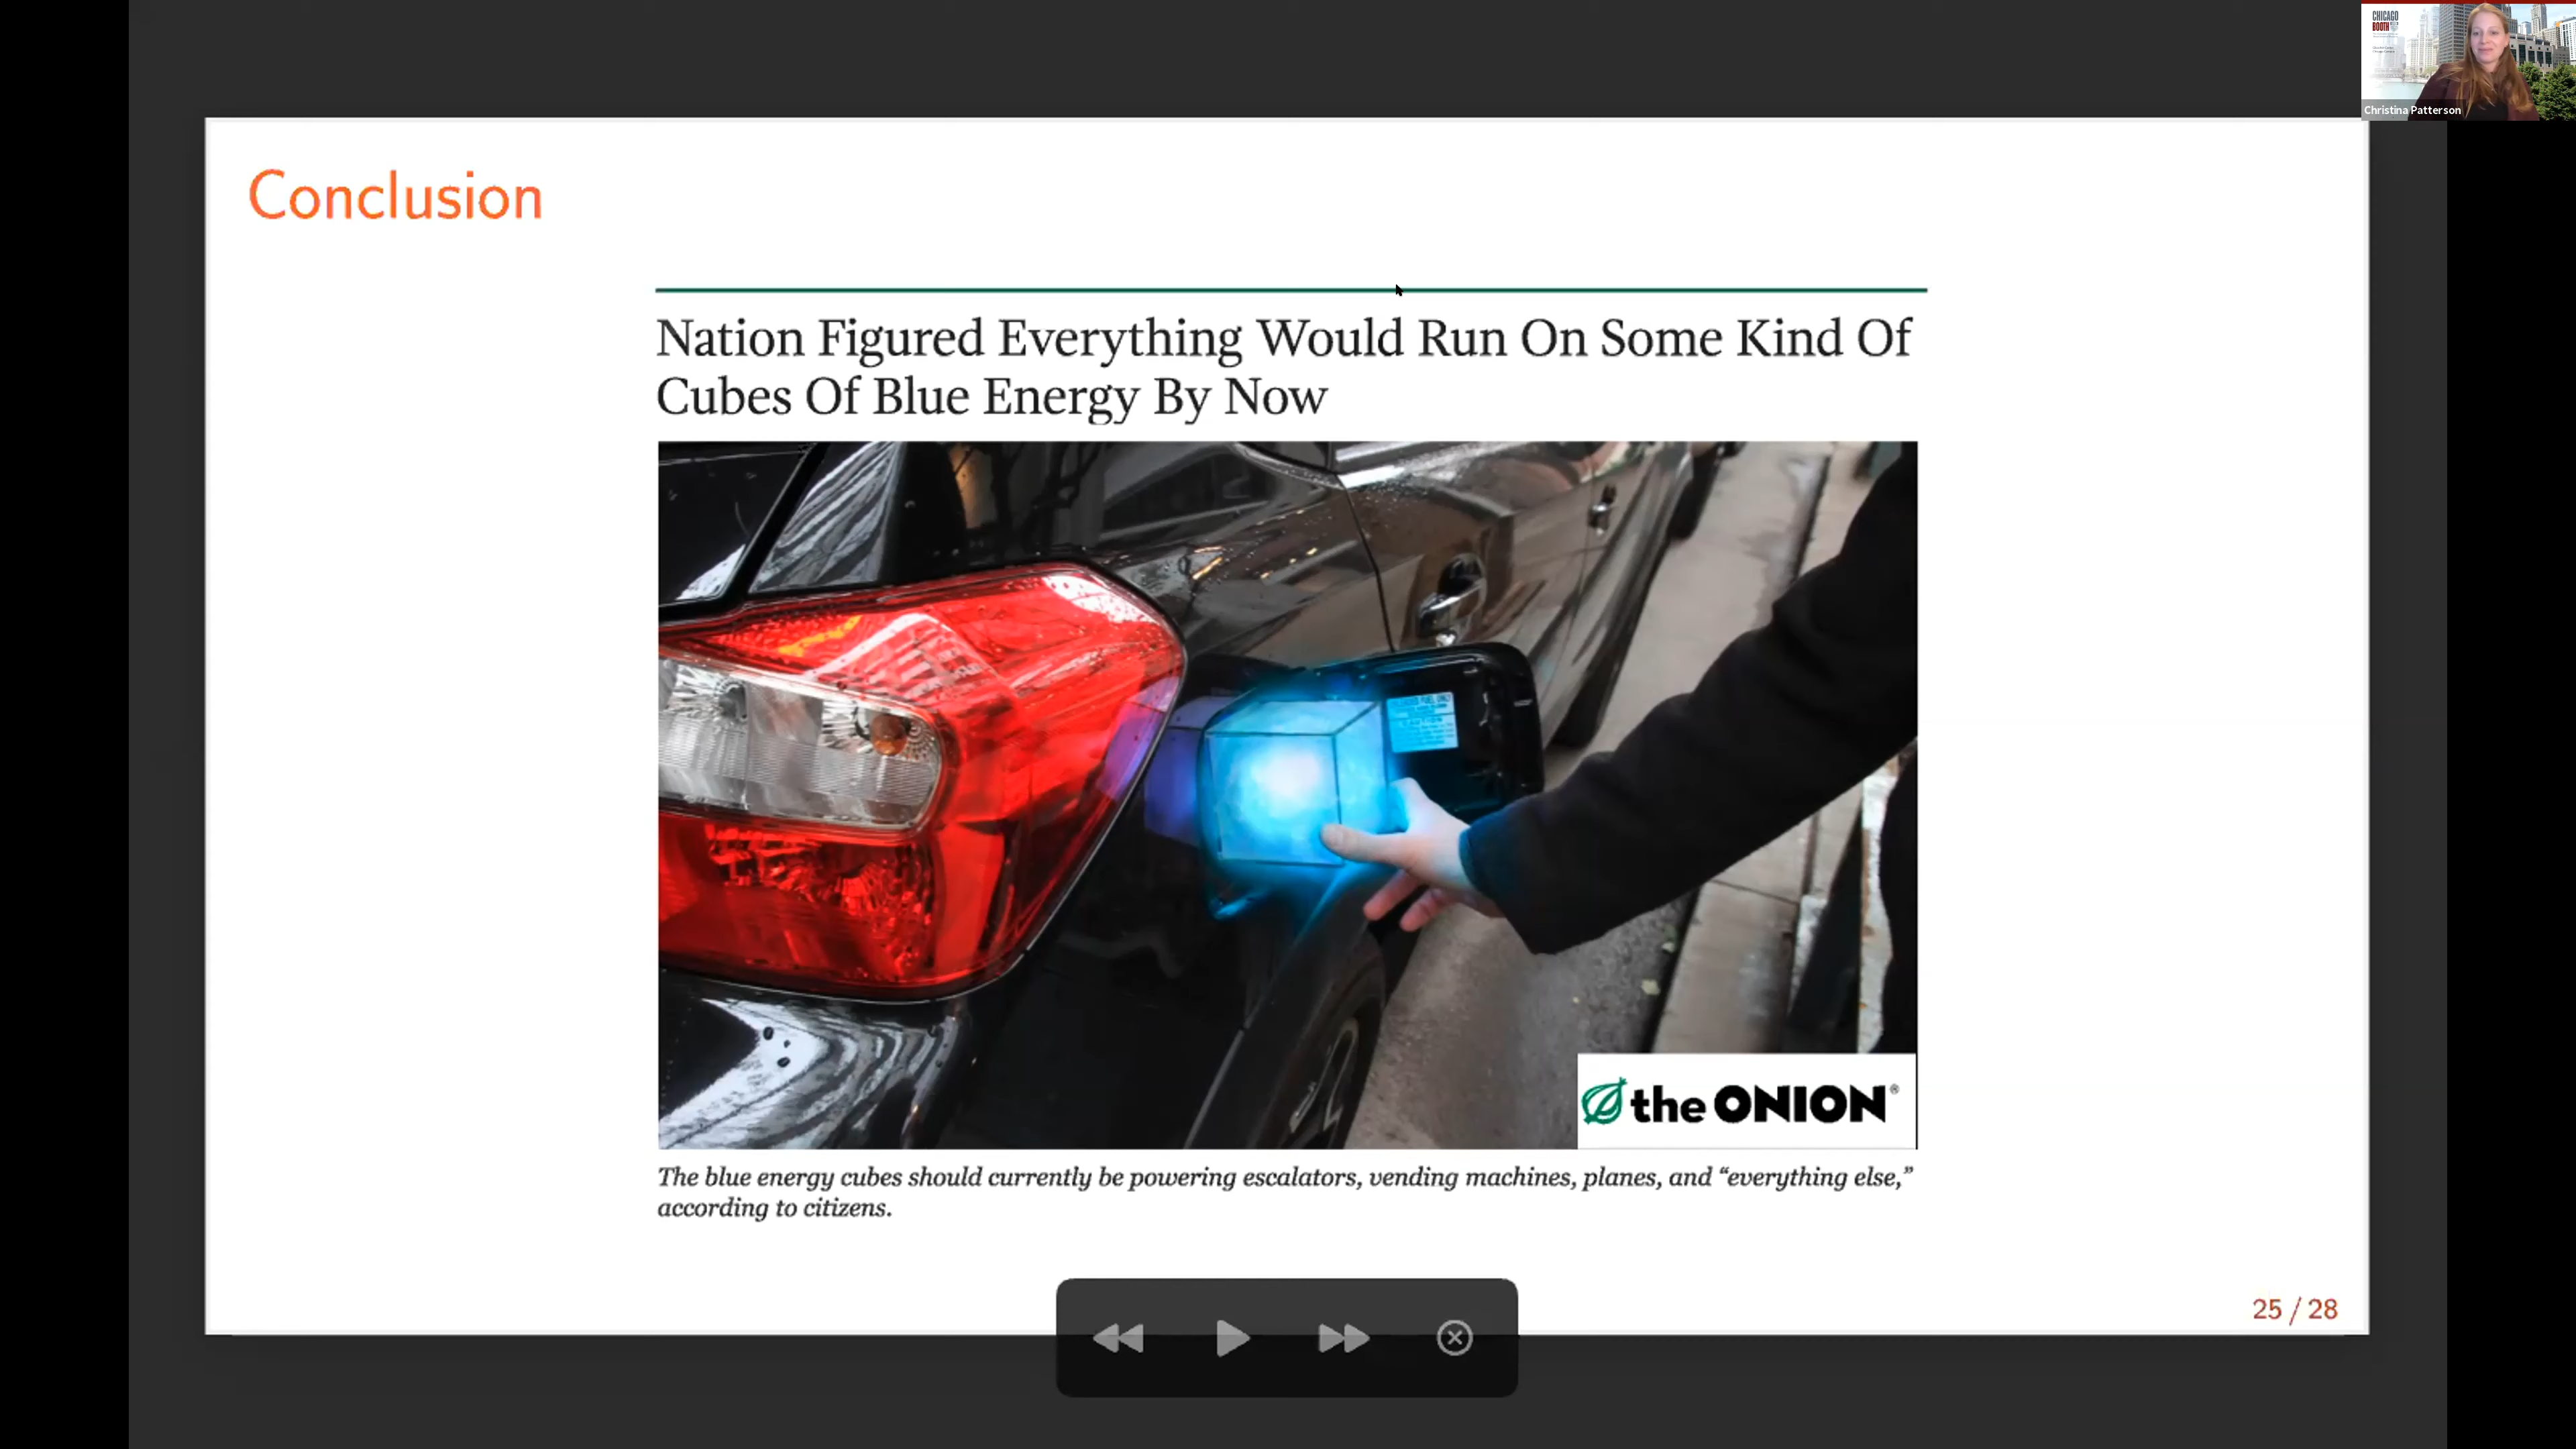 CHICAGO
BOOTH
Christina Patterson
Conclusion
Nation Figured Everything Would Run On Some Kind Of
Cubes Of Blue Energy By Now
the ONION®
The blue energy cubes should currently be powering escalators, vending machines, planes, and “everything else,”
according to citizens.
25 / 28